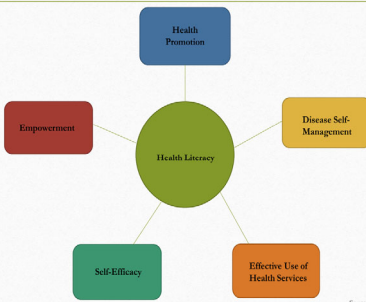 Health
Promotion
Empowerment
Disease Self-
Management
Health Literacy
Self-Efficacy
Effective Use of
Health Services